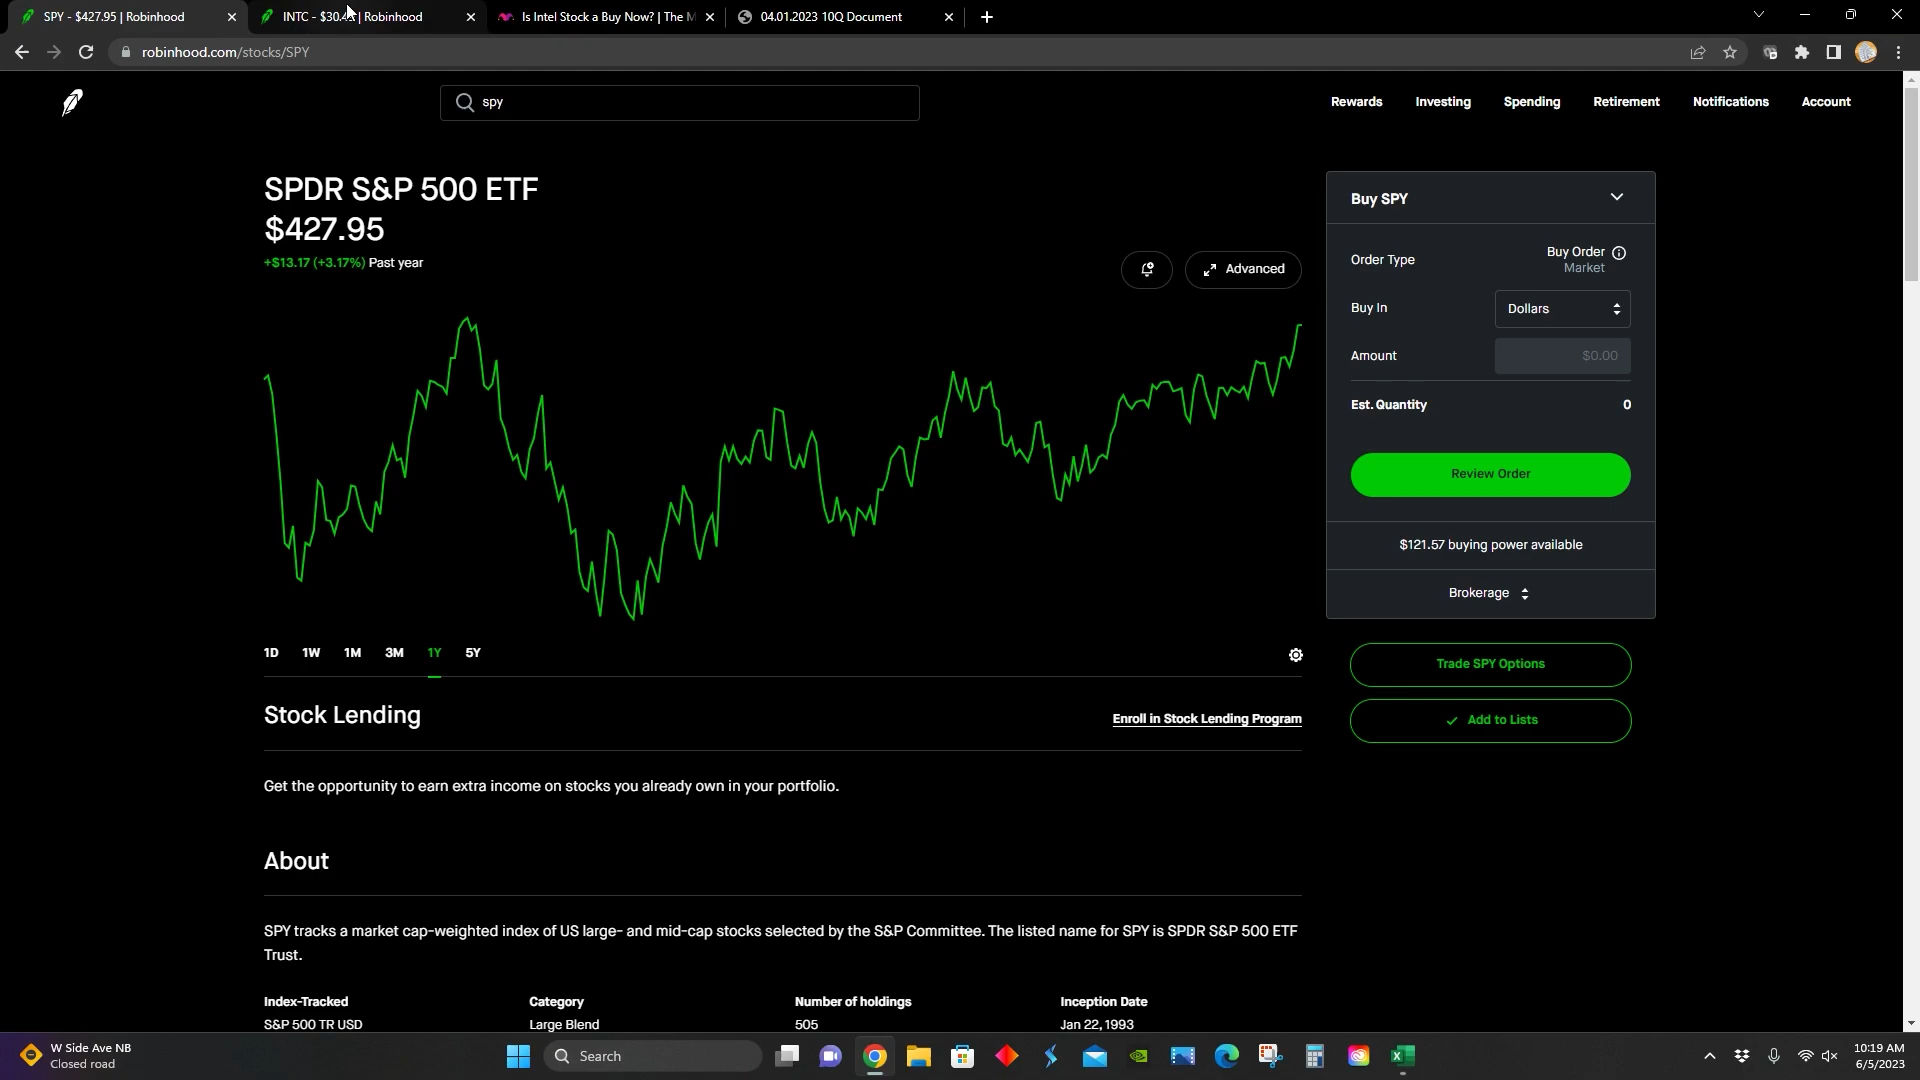 SPY - $427.95 | Robinhood
INTC - $30.4 | Robinhood
Is Intel Stock a Buy Now? | The M
04.01.2023 10Q Document
robinhood.com/stocks/SPY
spy
Rewards
Investing
Spending
Retirement
Notifications
Account
SPDR S&P 500 ETF
$427.95
+$13.17 (+3.17%) Past year
Advanced
Buy SPY
Order Type
Buy Order
Market
Buy In
Dollars
Amount
$0.00
Est. Quantity
0
Review Order
$121.57 buying power available
Brokerage
1D
1W
1M
3M
1Y
5Y
Trade SPY Options
Add to Lists
Stock Lending
Enroll in Stock Lending Program
Get the opportunity to earn extra income on stocks you already own in your portfolio.
About
SPY tracks a market cap-weighted index of US large- and mid-cap stocks selected by the S&P Committee. The listed name for SPY is SPDR S&P 500 ETF
Trust.
Index-Tracked
Category
Number of holdings
Inception Date
S&P 500 TR USD
Large Blend
505
Jan 22, 1993
W Side Ave NB
Closed road
Search
10:19 AM
6/5/2023